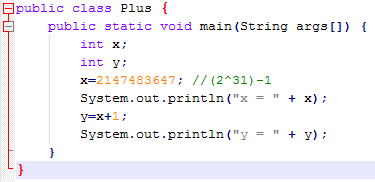 public class Plus {
public static void main(String args[]) {
int x;
int y;
x=2147483647; //(2^31)-1
System.out.println("x = " + x);
y=x+1;
System.out.println("y = " + y);
}
}